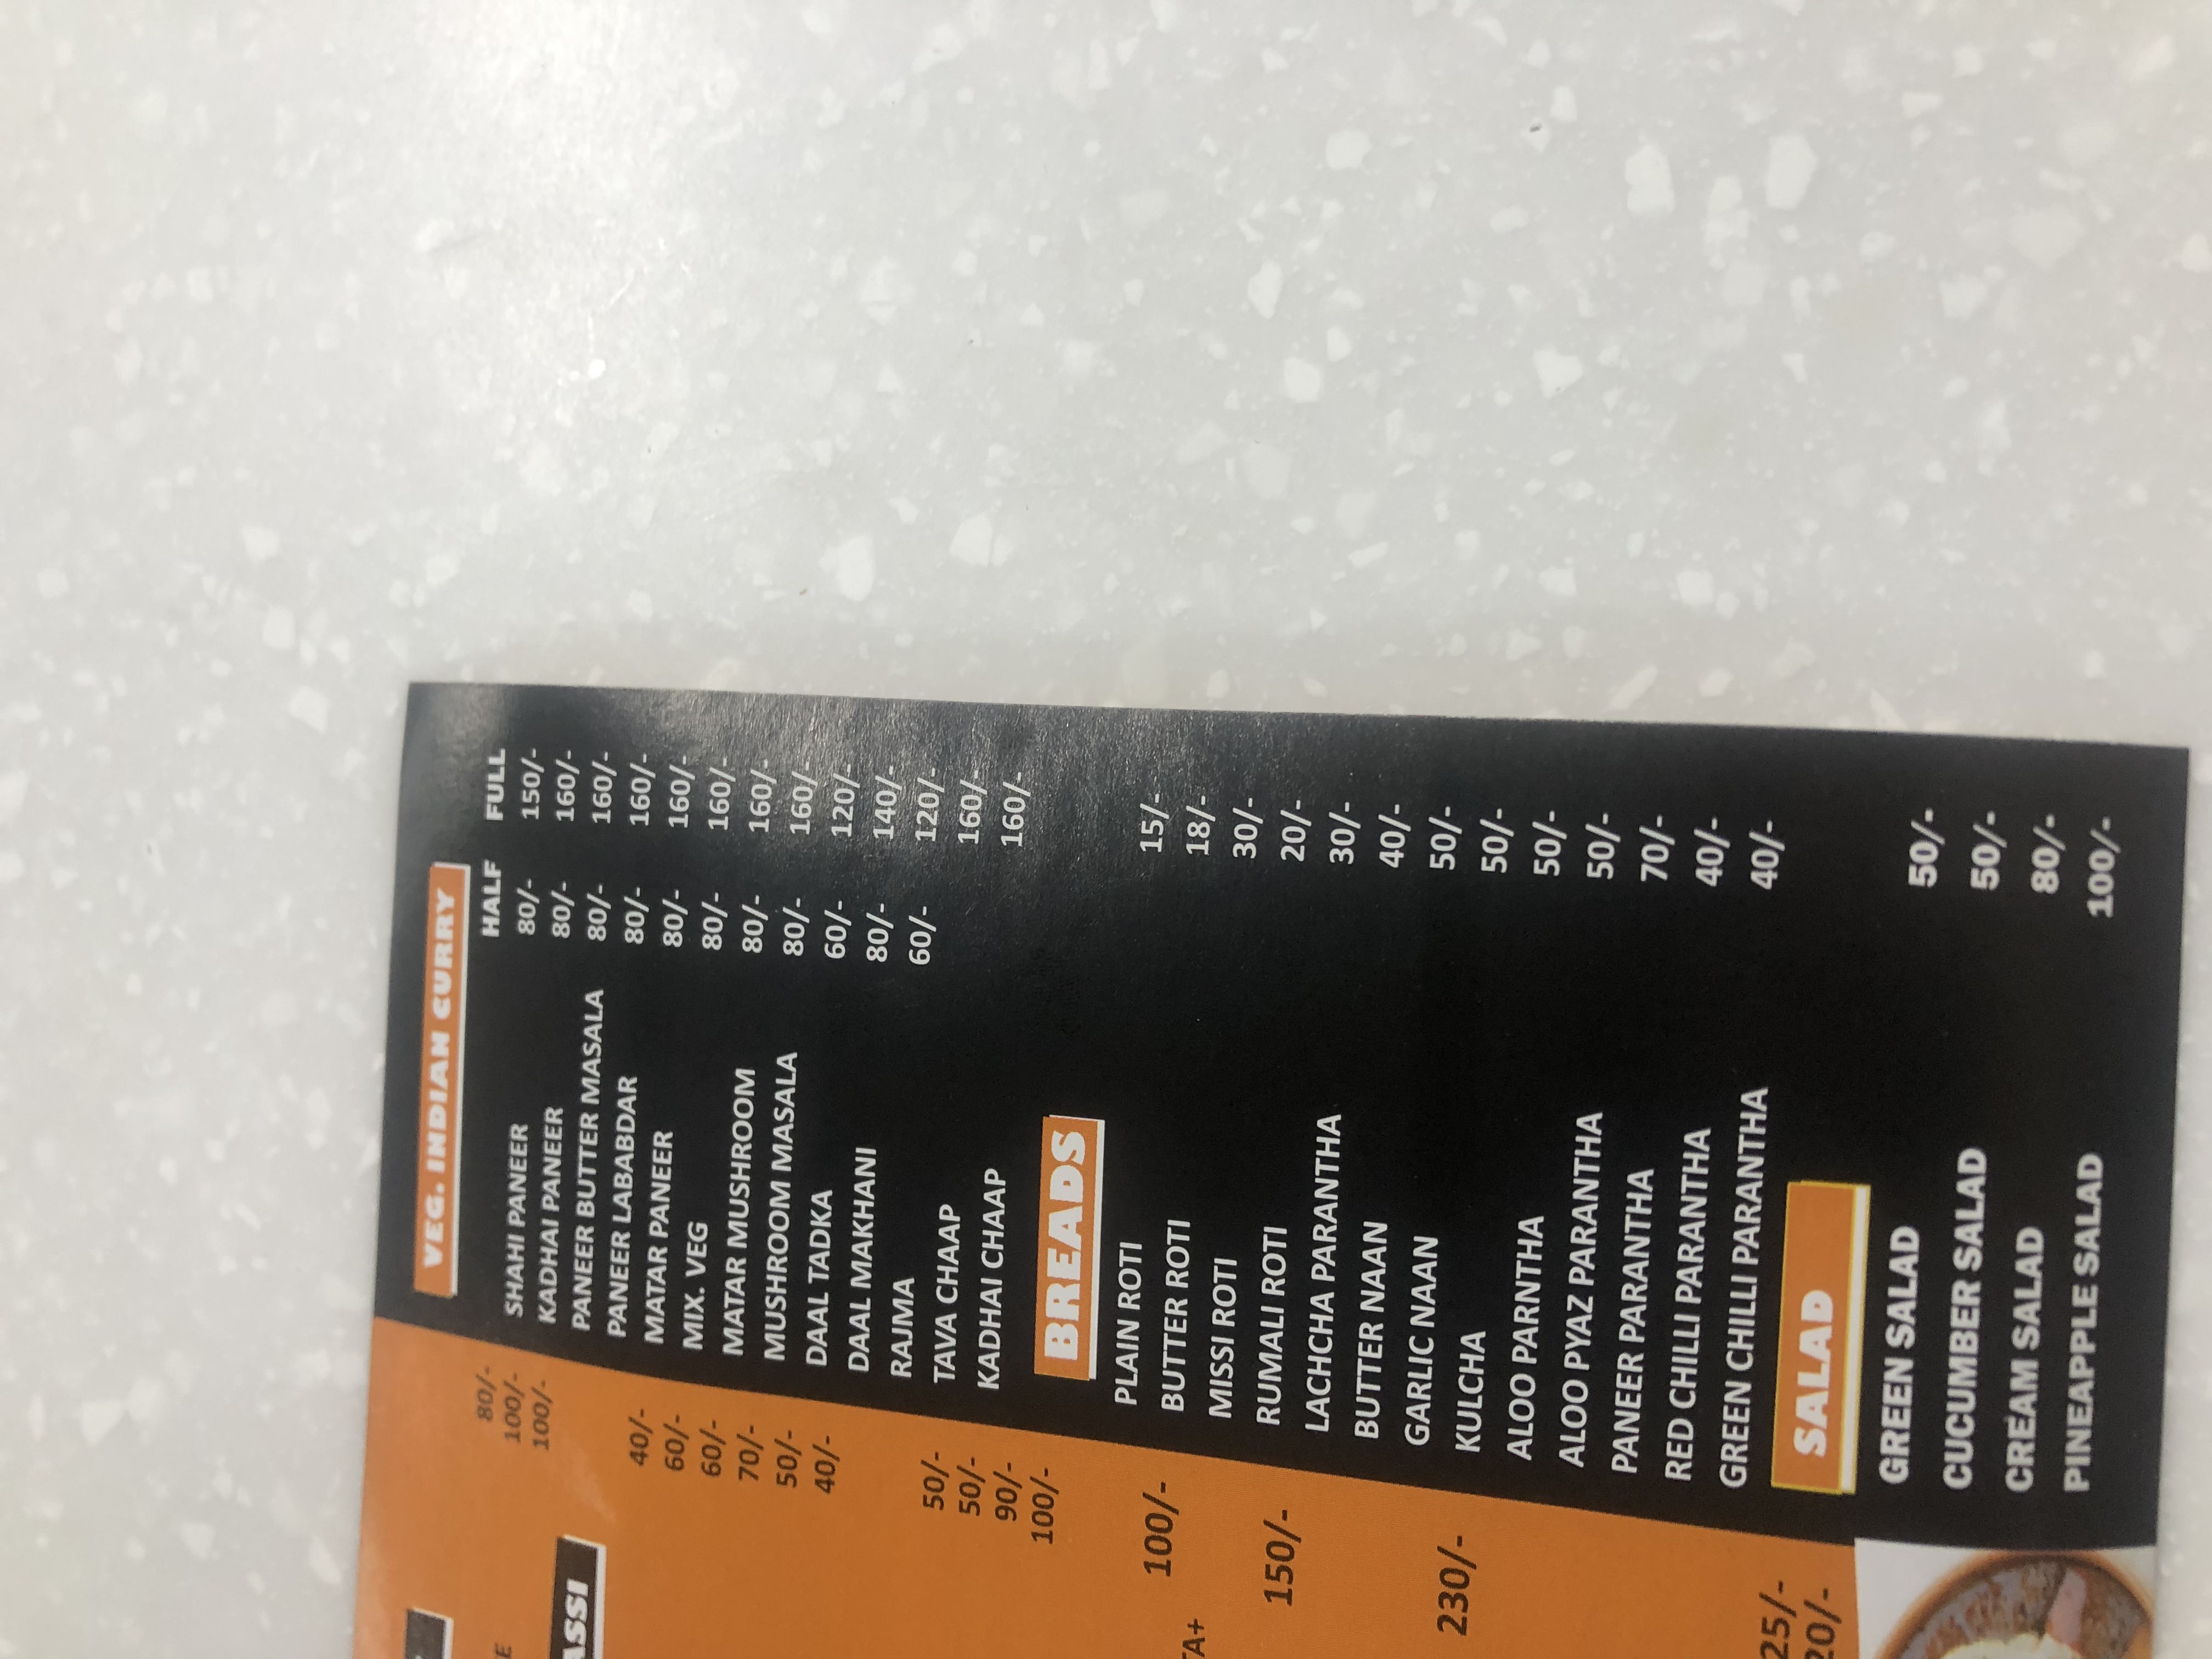 80/-
E 100/-
100/-
ASSI
40/-
60/-
60/-
70/-
50/-
40/-
50/-
50/-
90/-
100/-
100/-
TA+
150/-
230/-
25/-
20/-
VEG. INDIAN CURRY
HALF FULL
SHAHI PANEER 80/- 150/-
KADHAI PANEER 80/- 160/-
PANEER BUTTER MASALA 80/- 160/-
PANEER LABABDAR 80/- 160/-
MATAR PANEER 80/- 160/-
MIX. VEG 80/- 160/-
MATAR MUSHROOM 80/- 160/-
MUSHROOM MASALA 80/- 160/-
DAAL TADKA 60/- 120/-
DAAL MAKHANI 80/- 140/-
RAJMA 60/- 120/-
TAVA CHAAP 160/-
KADHAI CHAAP 160/-
BREADS
PLAIN ROTI 15/-
BUTTER ROTI 18/-
MISSI ROTI 30/-
RUMALI ROTI 20/-
LACHCHA PARANTHA 30/-
BUTTER NAAN 40/-
GARLIC NAAN 50/-
KULCHA 50/-
ALOO PARNTHA 50/-
ALOO PYAZ PARANTHA 50/-
PANEER PARANTHA 70/-
RED CHILLI PARANTHA 40/-
GREEN CHILLI PARANTHA 40/-
SALAD
GREEN SALAD 50/-
CUCUMBER SALAD 50/-
CREAM SALAD 80/-
PINEAPPLE SALAD 100/-